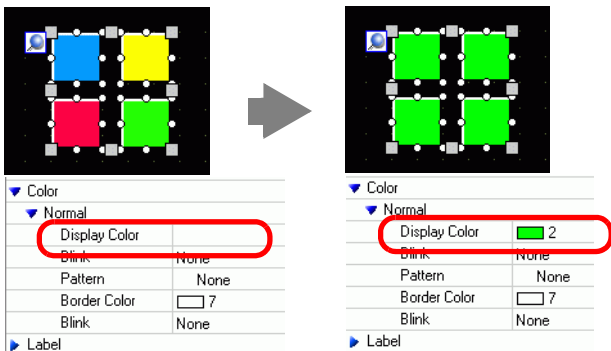 Color
Normal
Display Color
Blink None
Pattern None
Border Color 7
Blink None
Label
Color
Normal
Display Color 2
Blink None
Pattern None
Border Color 7
Blink None
Label